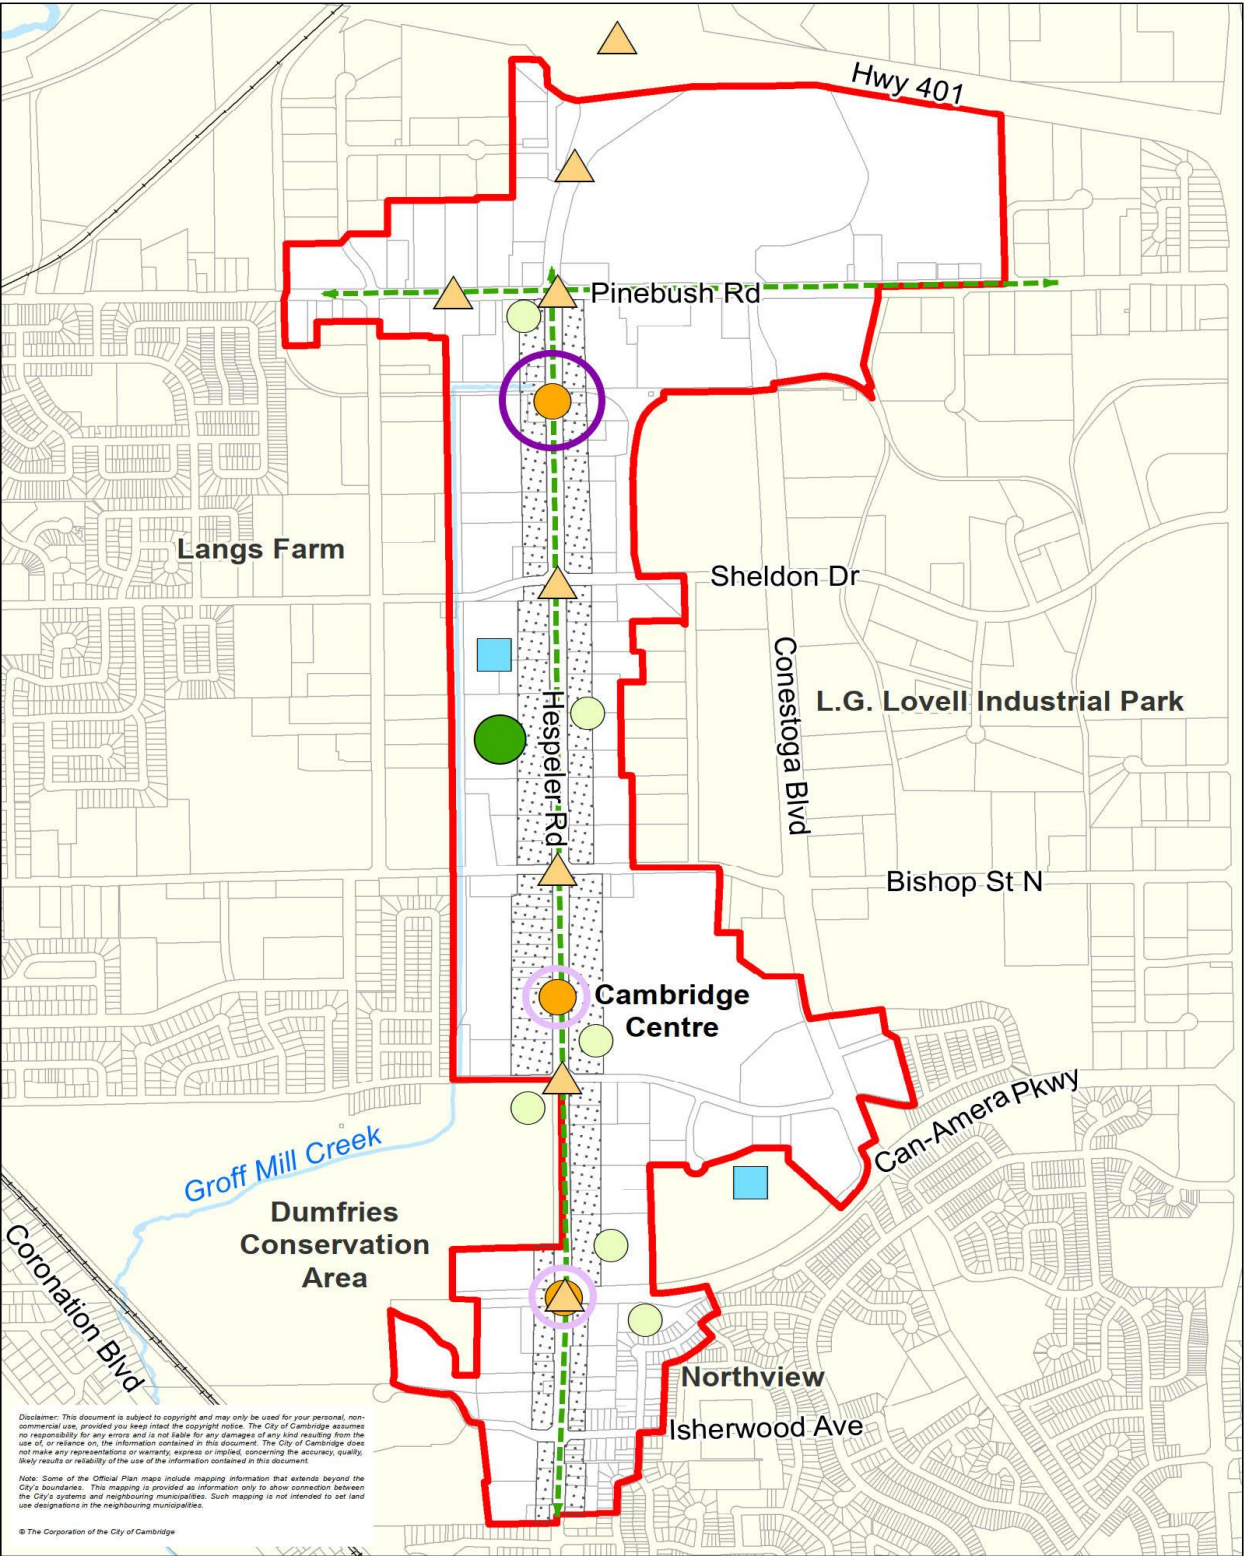 Hwy 401
Pinebush Rd
Langs Farm
Sheldon Dr
Hespeler Rd
Conestoga Blvd
L.G. Lovell Industrial Park
Bishop St N
Cambridge
Centre
Can-Amera Pkwy
Groff Mill Creek
Dumfries
Conservation
Area
Coronation Blvd
Northview
Isherwood Ave
Disclaimer: This document is subject to copyright and may only be used for your personal, non-
commercial use, provided you keep intact the copyright notice. The City of Cambridge assumes
no responsibility for any errors and is not liable for any damages of any kind resulting from the
use of, or reliance on, the information contained in this document. The City of Cambridge does
not make any representations or warranty, express or implied, concerning the accuracy, quality,
likely results or reliability of the use of the information contained in this document.
Note: Some of the Official Plan maps include mapping information that extends beyond the
City's boundaries. This mapping is provided as information only to show connection between
the City's systems and neighbouring municipalities. Such mapping is not intended to set land
use designations in the neighbouring municipalities.
© The Corporation of the City of Cambridge